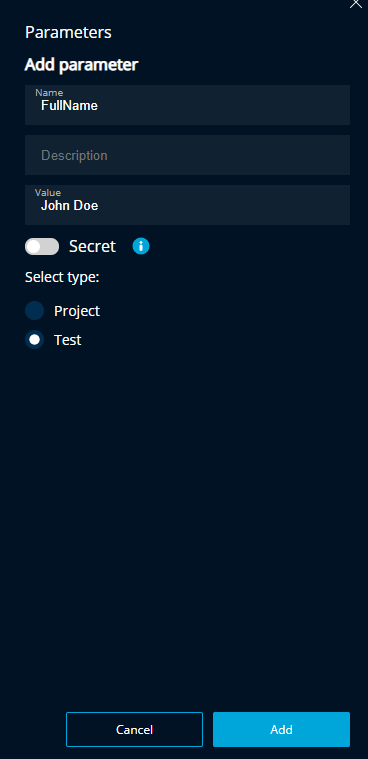 Parameters
Add parameter
Name
FullName
Description
Value
John Doe
Secret
Select type:
Project
Test
Cancel
Add